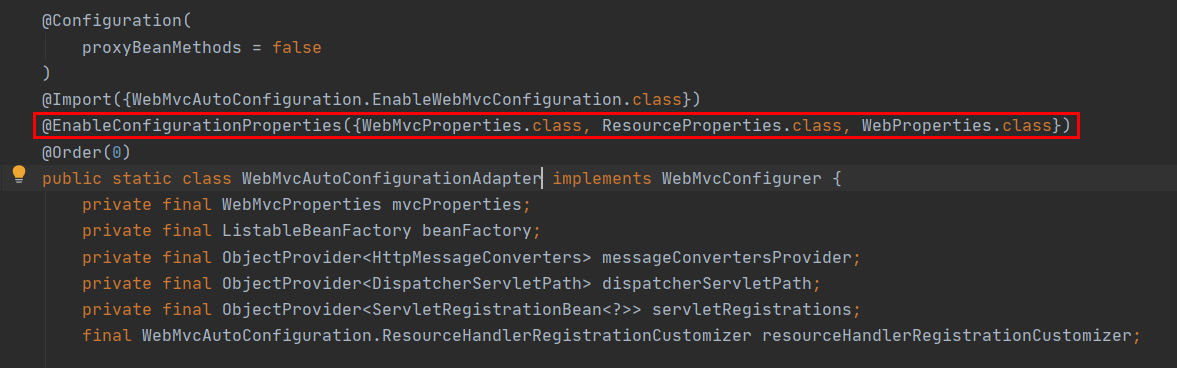 @Configuration(
    proxyBeanMethods = false
)
@Import({WebMvcAutoConfiguration.EnableWebMvcConfiguration.class})
@EnableConfigurationProperties({WebMvcProperties.class, ResourceProperties.class, WebProperties.class})
@Order(0)
public static class WebMvcAutoConfigurationAdapter implements WebMvcConfigurer {
    private final WebMvcProperties mvcProperties;
    private final ListableBeanFactory beanFactory;
    private final ObjectProvider<HttpMessageConverters> messageConvertersProvider;
    private final ObjectProvider<DispatcherServletPath> dispatcherServletPath;
    private final ObjectProvider<ServletRegistrationBean<?>> servletRegistrations;
    final WebMvcAutoConfiguration.ResourceHandlerRegistrationCustomizer resourceHandlerRegistrationCustomizer;